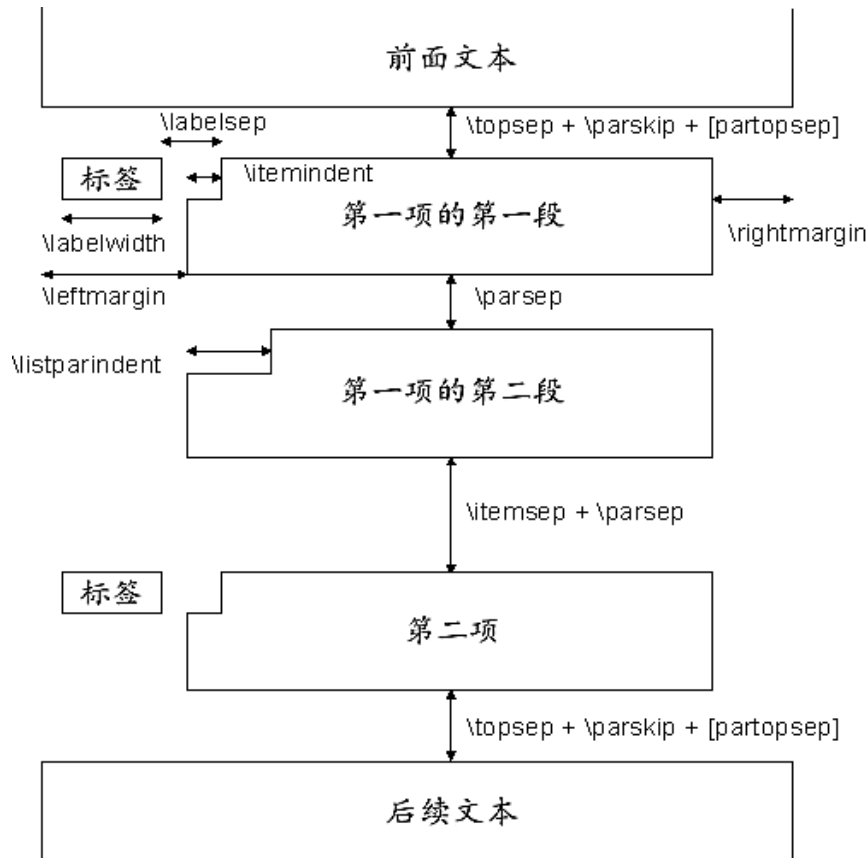 前面文本
\labelsep
\topsep + \parskip + [partopsep]
标签
\itemindent
第一项的第一段
\labelwidth
\rightmargin
\leftmargin
\parsep
\listparindent
第一项的第二段
\itemsep + \parsep
标签
第二项
\topsep + \parskip + [partopsep]
后续文本